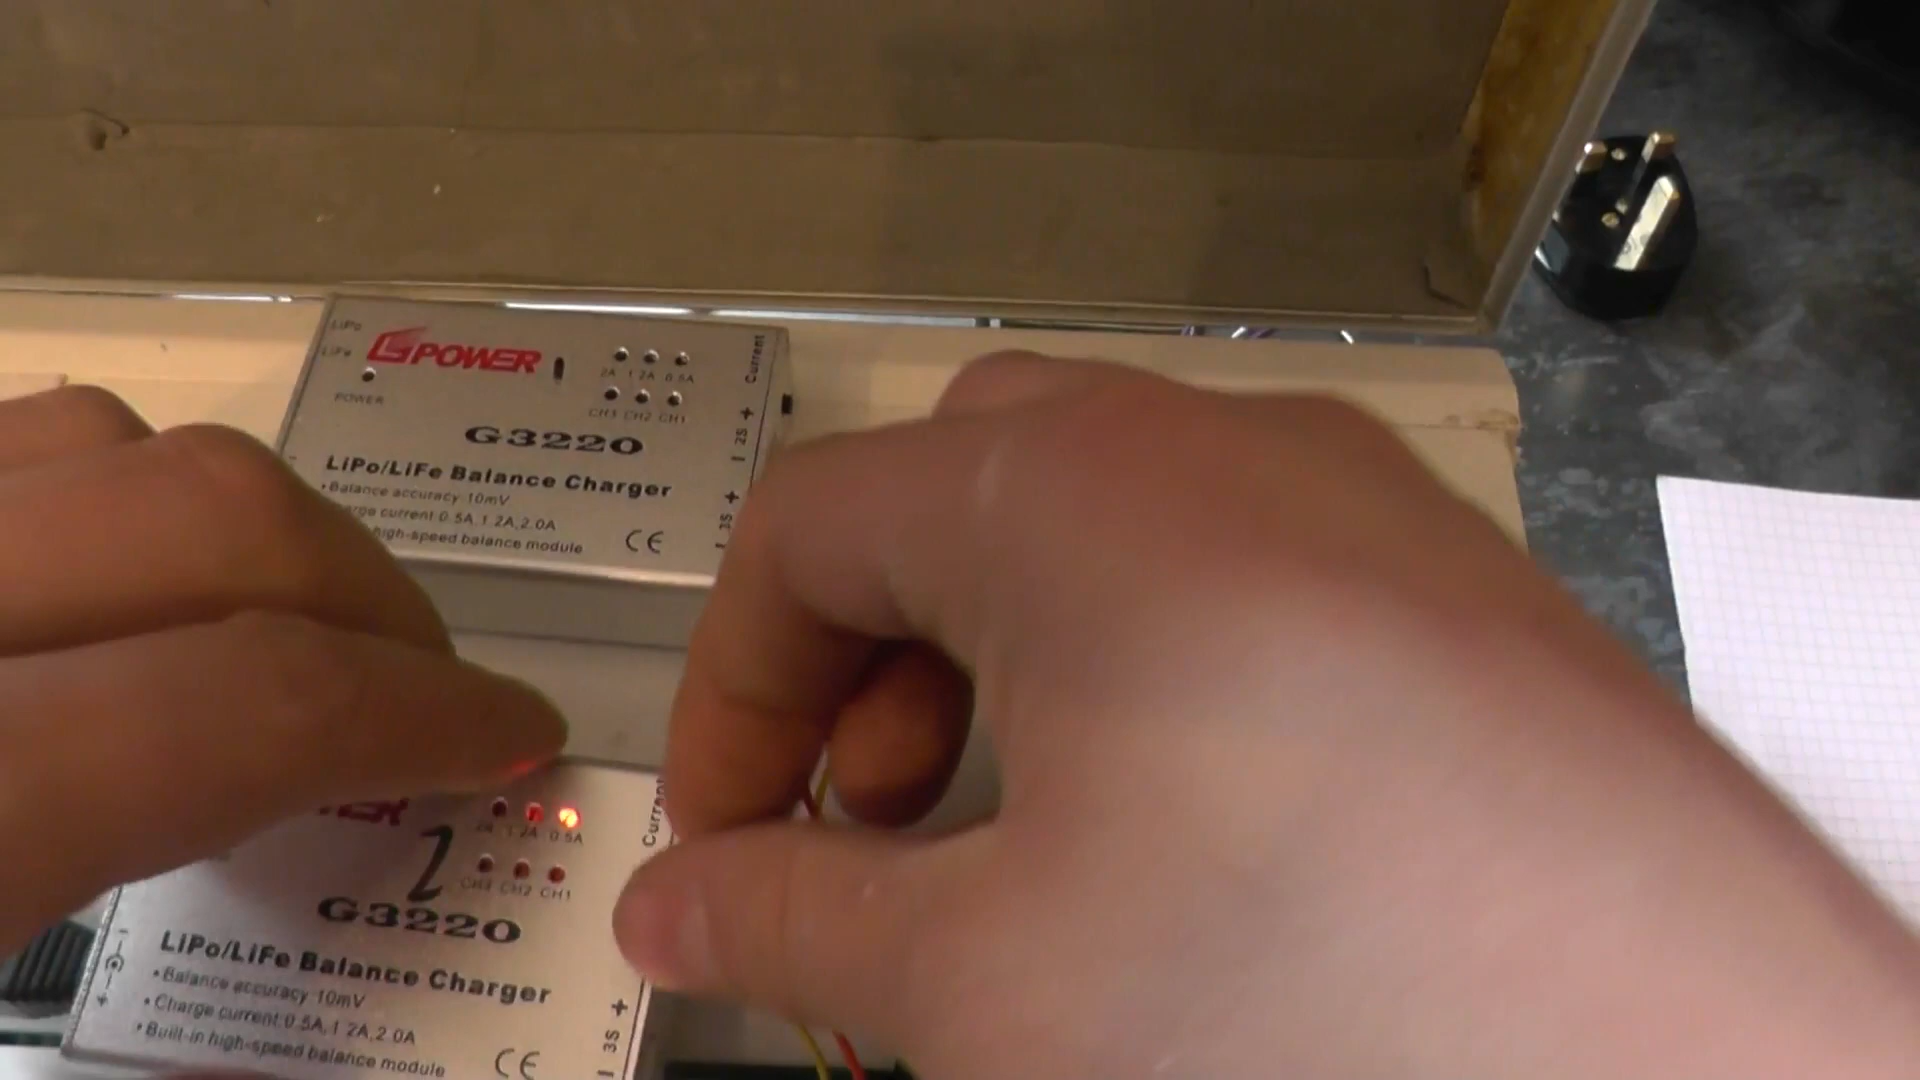 LiPo
LiFe
GPOWER
POWER
2A 1.2A 0.5A
CH3 CH2 CH1
Current
2S
3S
G3220
LiPo/LiFe Balance Charger
•Balance accuracy:10mV
arge current:0.5A,1.2A,2.0A
high-speed balance module
CE
WER
2A 1.2A 0.5A
CH3 CH2 CH1
Current
2
G3220
LiPo/LiFe Balance Charger
•Balance accuracy:10mV
•Charge current:0.5A,1.2A,2.0A
•Built-in high-speed balance module
CE
3S